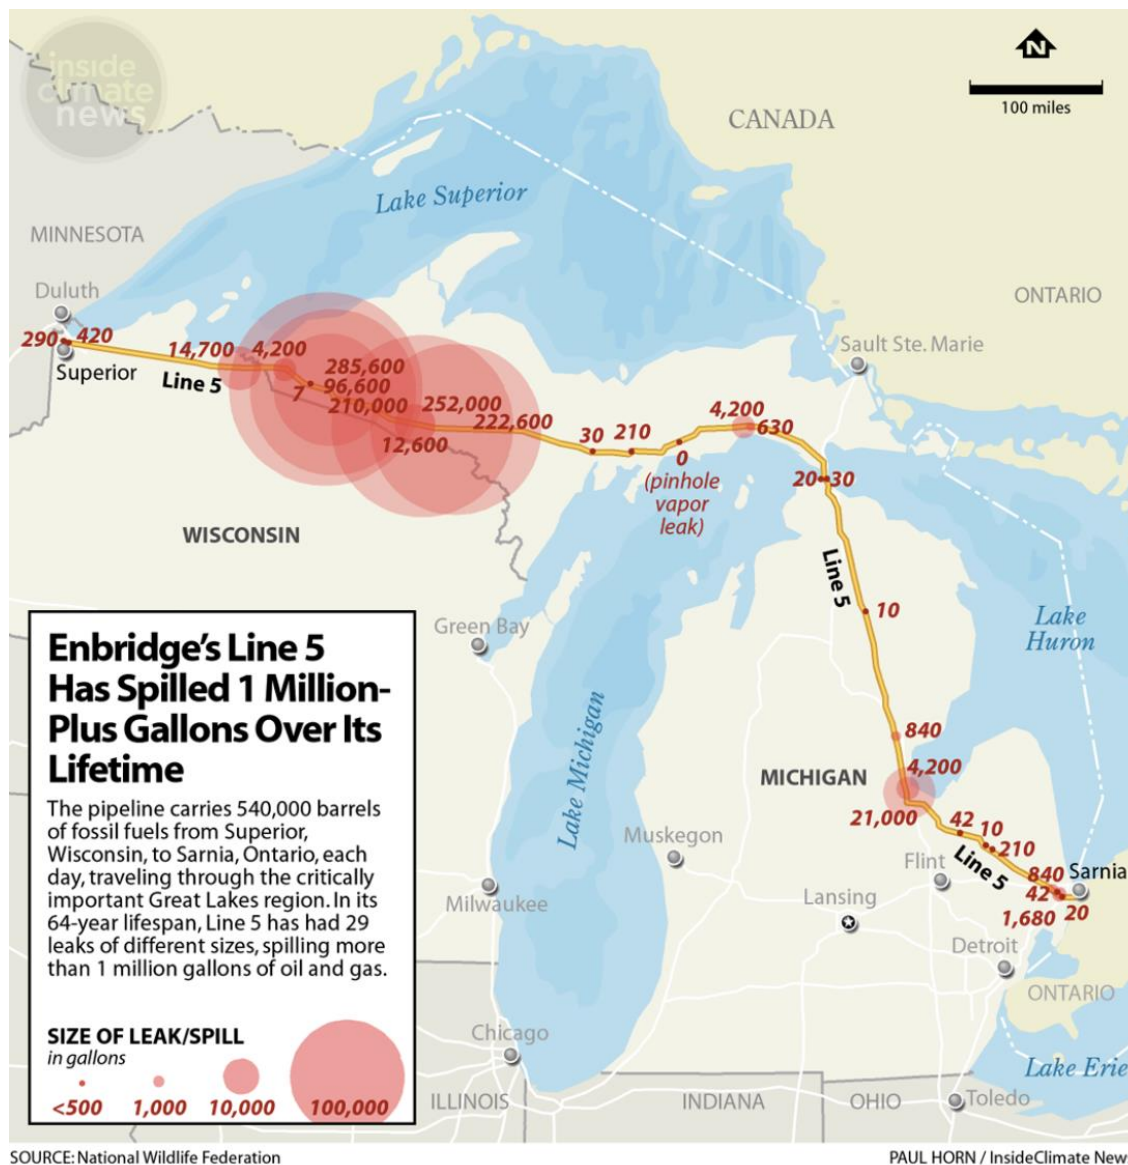 inside
climate
news
N
100 miles
CANADA
Lake Superior
MINNESOTA
Duluth
ONTARIO
290
420
Superior
14,700
4,200
Line 5
7
285,600
96,600
210,000
252,000
222,600
12,600
30
210
0
(pinhole
vapor
leak)
4,200
630
Sault Ste. Marie
20
30
WISCONSIN
Line 5
10
Green Bay
Lake
Huron
Lake Michigan
840
4,200
MICHIGAN
21,000
42
10
210
Line 5
840
42
1,680
20
Sarnia
Muskegon
Flint
Lansing
Milwaukee
Detroit
ONTARIO
Chicago
Lake Erie
ILLINOIS
INDIANA
OHIO
Toledo
Enbridge's Line 5
Has Spilled 1 Million-
Plus Gallons Over Its
Lifetime
The pipeline carries 540,000 barrels
of fossil fuels from Superior,
Wisconsin, to Sarnia, Ontario, each
day, traveling through the critically
important Great Lakes region. In its
64-year lifespan, Line 5 has had 29
leaks of different sizes, spilling more
than 1 million gallons of oil and gas.
SIZE OF LEAK/SPILL
in gallons
<500
1,000
10,000
100,000
SOURCE: National Wildlife Federation
PAUL HORN / InsideClimate New